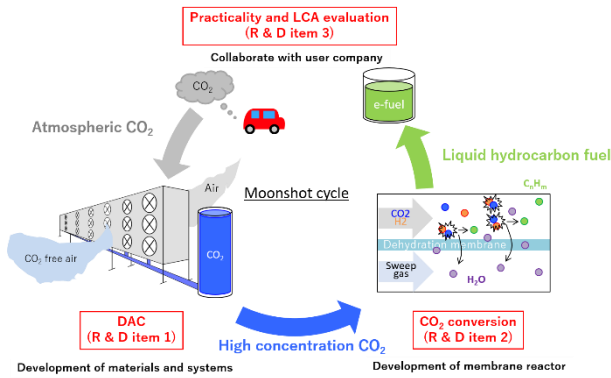 Practicality and LCA evaluation
(R & D item 3)
Collaborate with user company
CO₂
e-fuel
Atmospheric CO₂
Liquid hydrocarbon fuel
Air
Moonshot cycle
CₙHₘ
CO2
H2
Dehydration membrane
CO₂ free air
CO₂
Sweep
gas
H₂O
DAC
(R & D item 1)
High concentration CO₂
CO₂ conversion
(R & D item 2)
Development of materials and systems
Development of membrane reactor